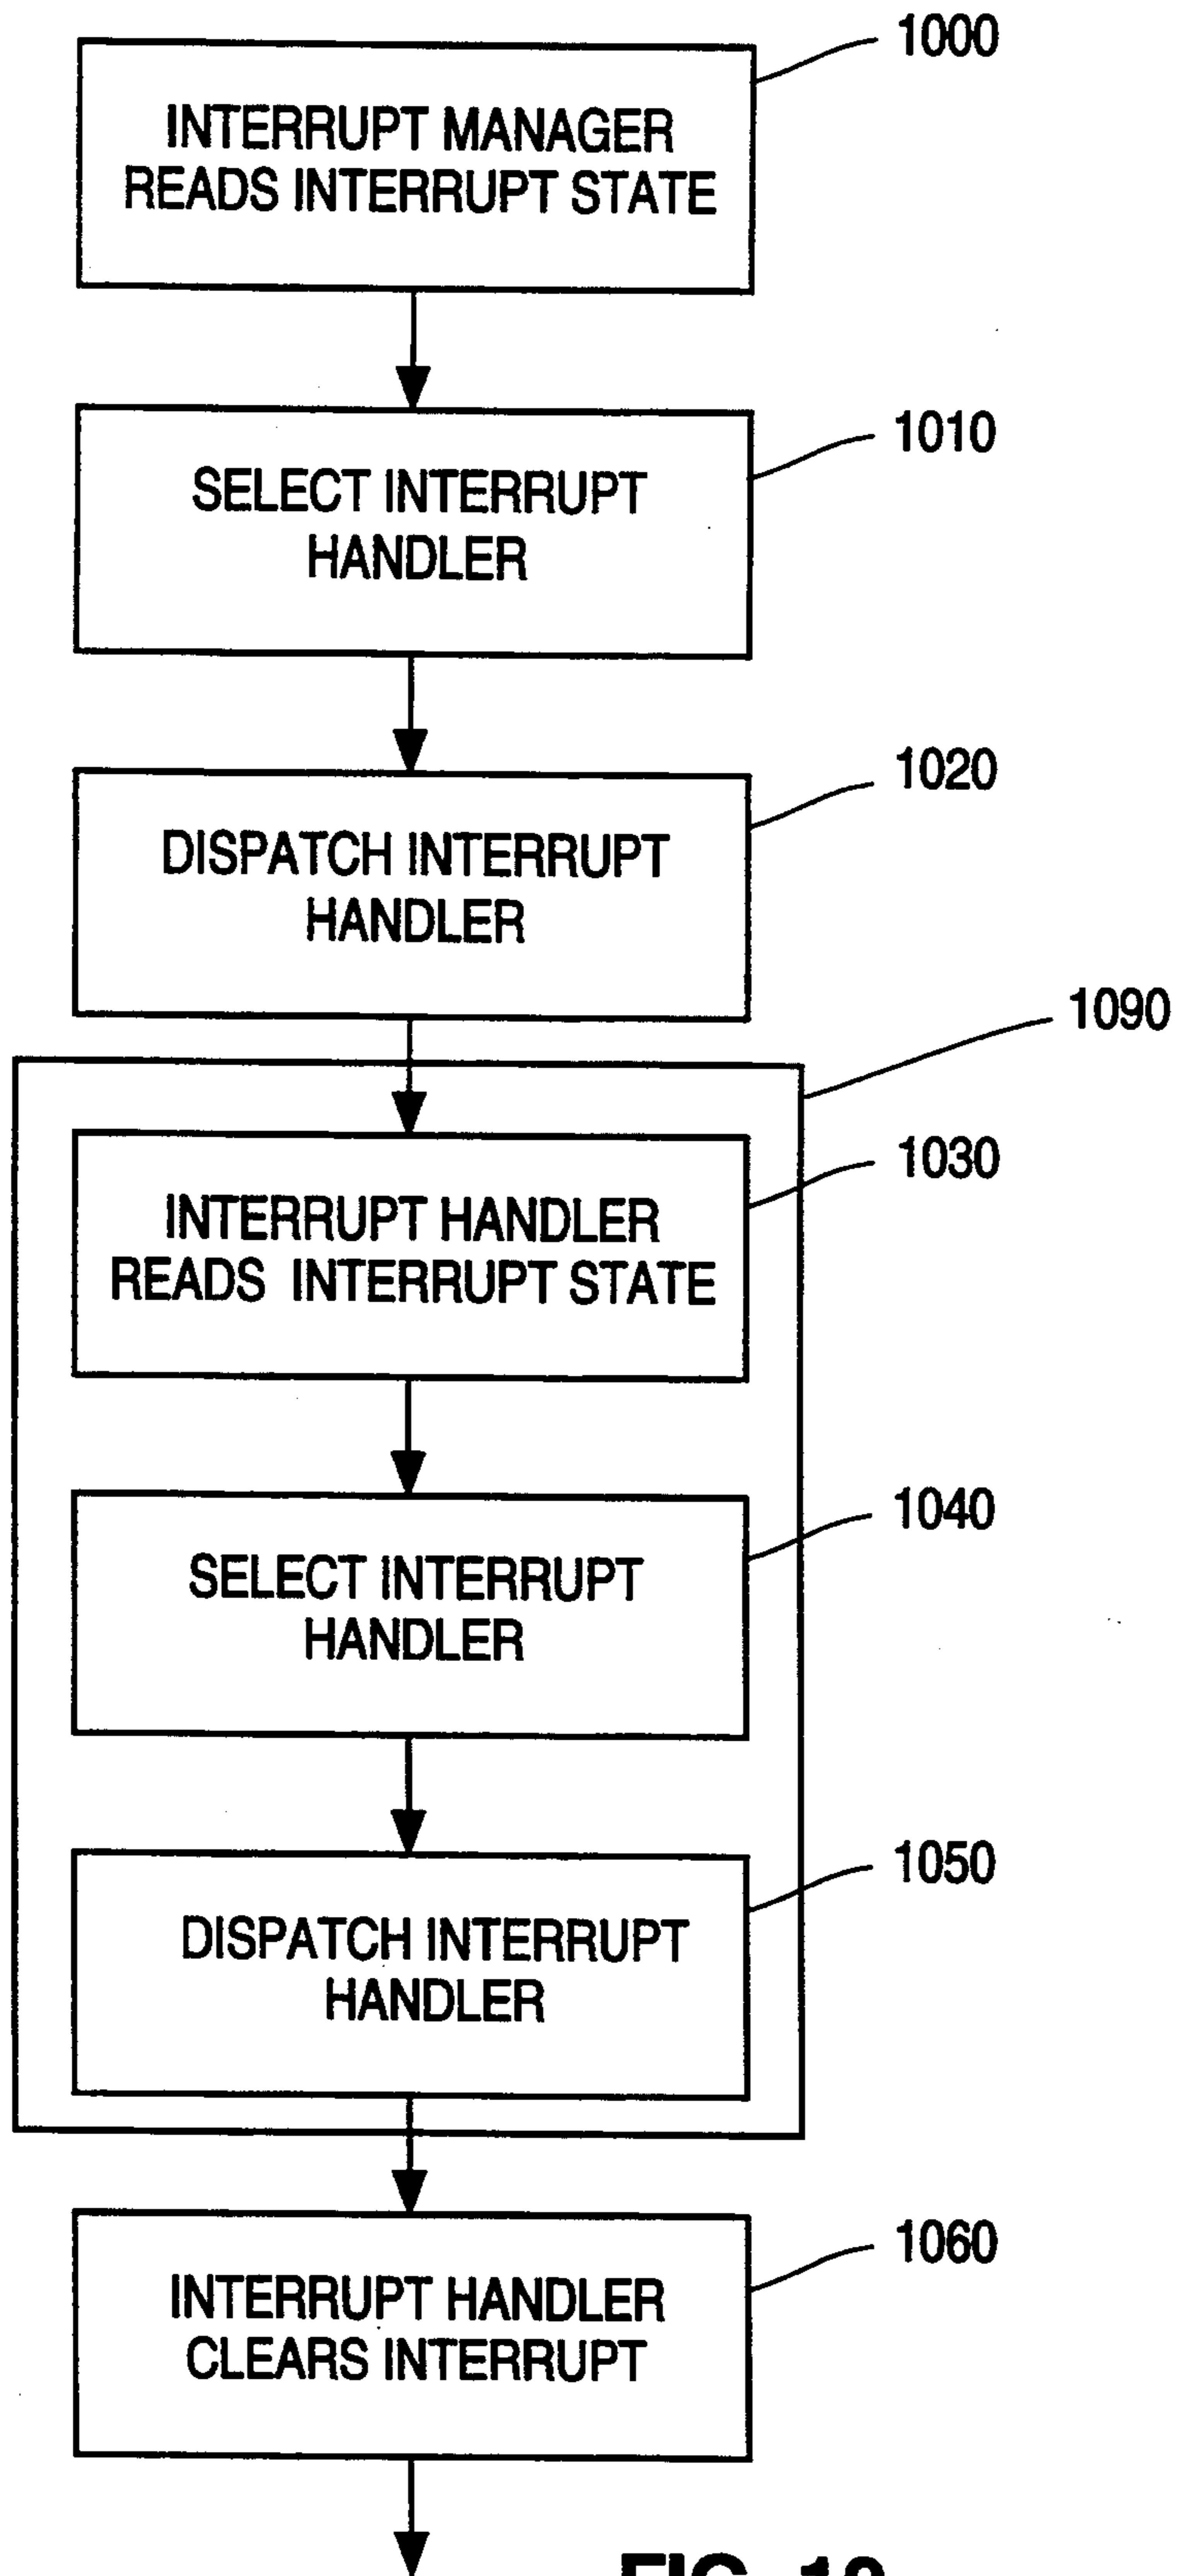 1000
INTERRUPT MANAGER
READS INTERRUPT STATE
1010
SELECT INTERRUPT
HANDLER
1020
DISPATCH INTERRUPT
HANDLER
1090
1030
INTERRUPT HANDLER
READS INTERRUPT STATE
1040
SELECT INTERRUPT
HANDLER
1050
DISPATCH INTERRUPT
HANDLER
1060
INTERRUPT HANDLER
CLEARS INTERRUPT
FIG.